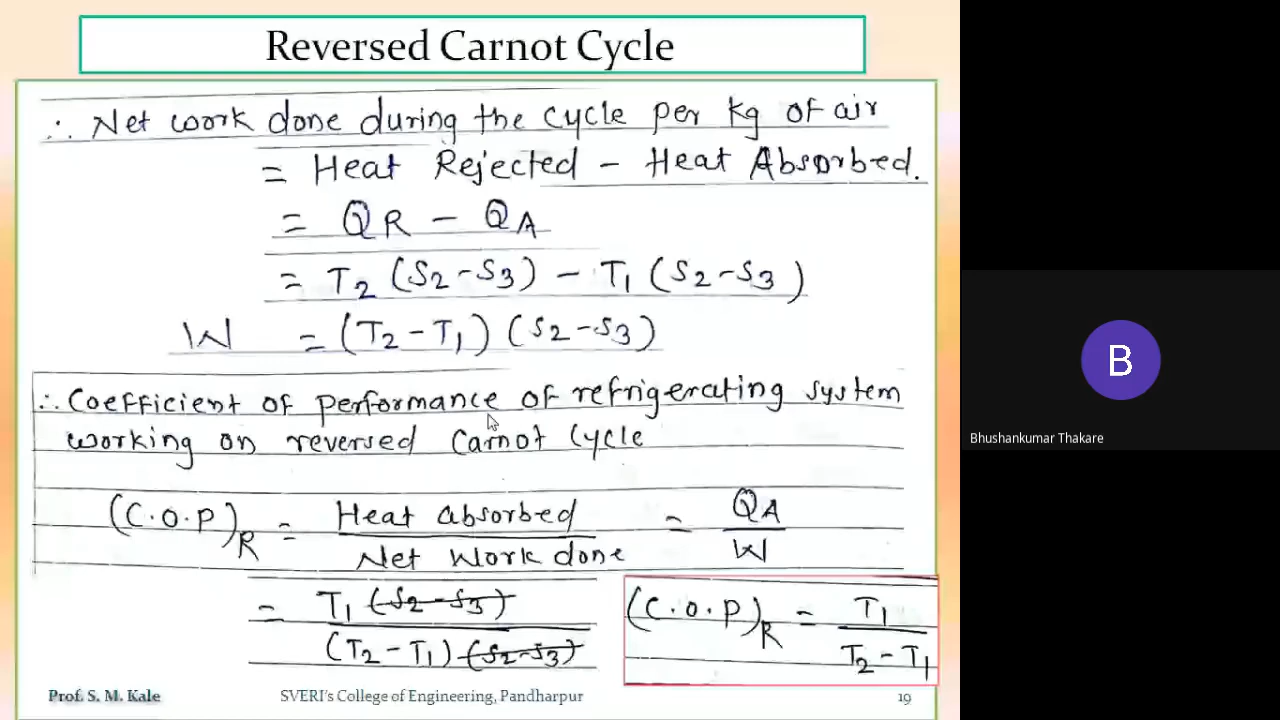 Reversed Carnot Cycle
∴ Net work done during the cycle per kg of air
= Heat Rejected - Heat Absorbed.
= QR - QA
= T2 (S2-S3) - T1 (S2-S3)
W = (T2-T1) (S2-S3)
∴ Coefficient of performance of refrigerating system
working on reversed Carnot Cycle
(C.O.P)R = Heat absorbed / Net Work done = QA / W
= T1 (S2-S3) / (T2-T1) (S2-S3)
(C.O.P)R = T1 / T2-T1
Prof. S. M. Kale SVERI's College of Engineering, Pandharpur 19
B
Bhushankumar Thakare